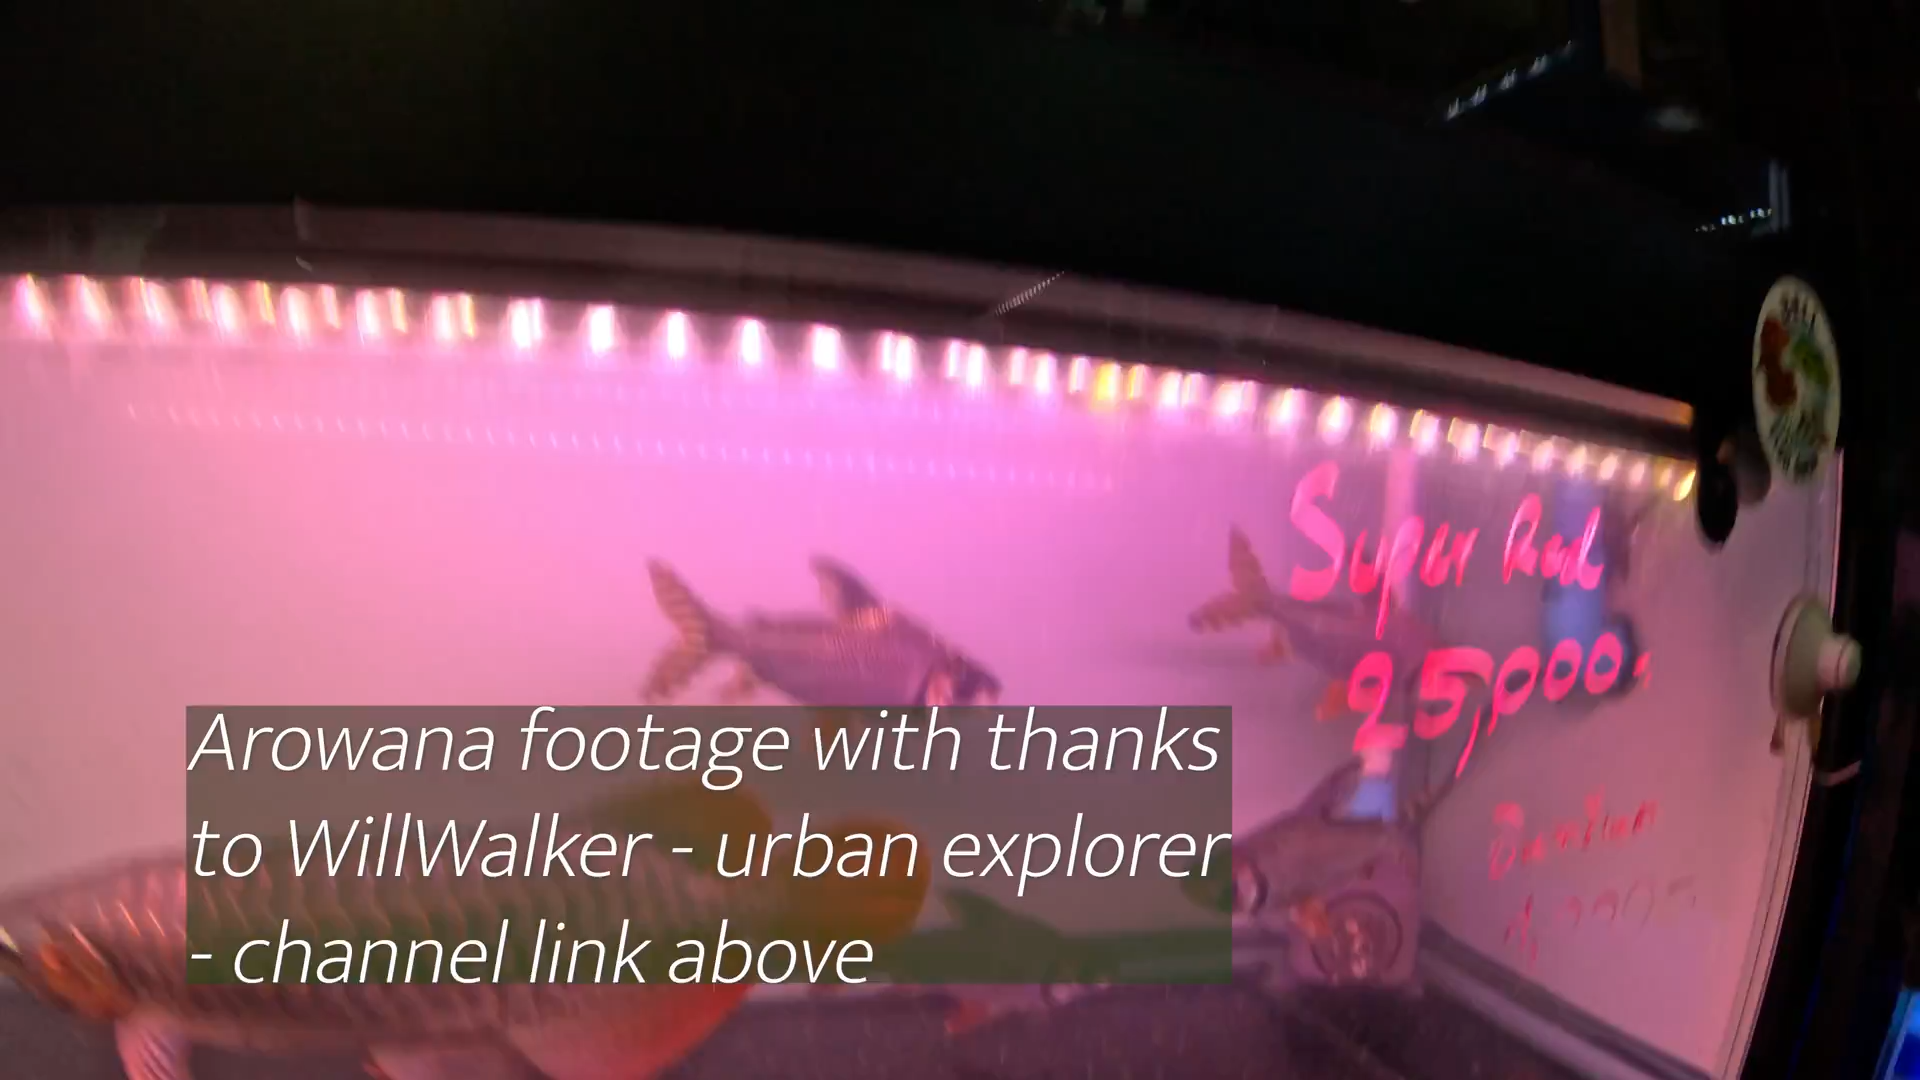 Super Red
25,000.
Arowana footage with thanks
to WillWalker - urban explorer
- channel link above